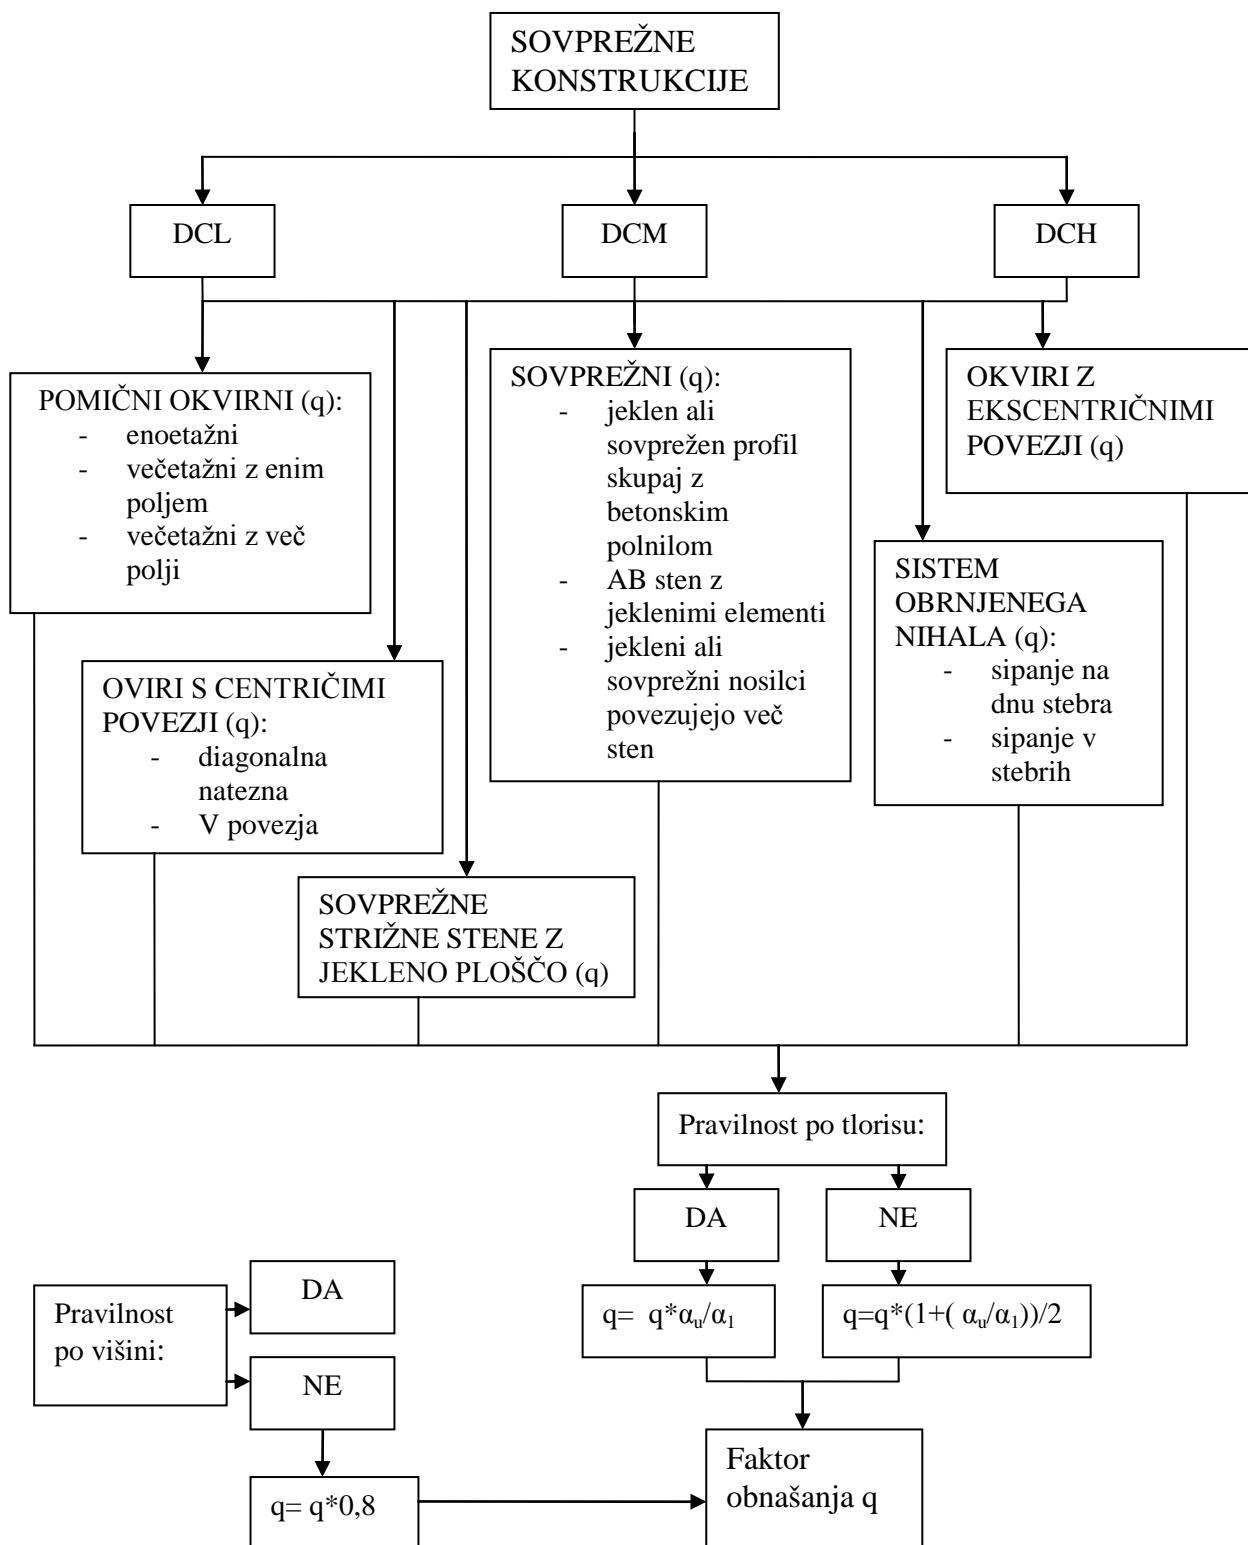 SOVPREŽNE
KONSTRUKCIJE
DCL
DCM
DCH
POMIČNI OKVIRNI (q):
- enoetažni
- večetažni z enim
poljem
- večetažni z več
polji
SOVPREŽNI (q):
- jeklen ali
sovprežen profil
skupaj z
betonskim
polnilom
- AB sten z
jeklenimi elementi
- jekleni ali
sovprežni nosilci
povezujejo več
sten
OKVIRI Z
EKSCENTRIČNIMI
POVEZJI (q)
SISTEM
OBRNJENEGA
NIHALA (q):
- sipanje na
dnu stebra
- sipanje v
stebrih
OVIRI S CENTRIČIMI
POVEZJI (q):
- diagonalna
natezna
- V povezja
SOVPREŽNE
STRIŽNE STENE Z
JEKLENO PLOŠČO (q)
Pravilnost po tlorisu:
DA
NE
q= q*αu/α1
q=q*(1+( αu/α1))/2
Pravilnost
po višini:
DA
NE
q= q*0,8
Faktor
obnašanja q